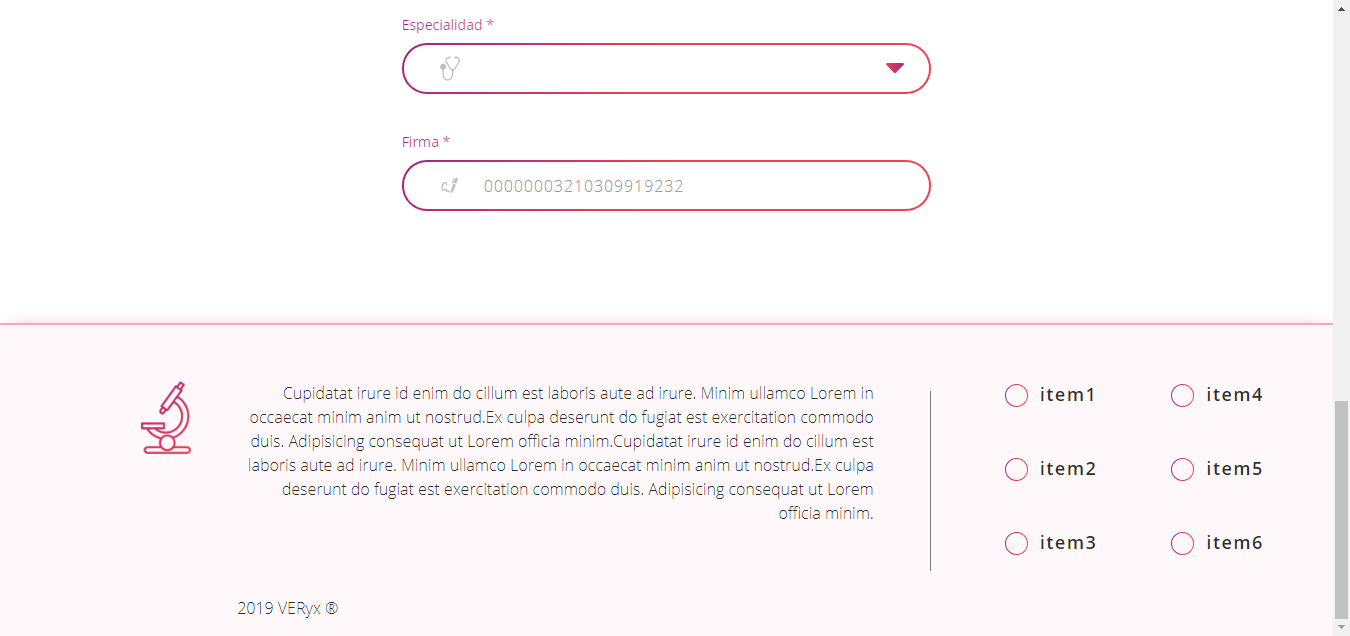 Especialidad *
Firma *
00000003210309919232
Cupidatat irure id enim do cillum est laboris aute ad irure. Minim ullamco Lorem in
occaecat minim anim ut nostrud.Ex culpa deserunt do fugiat est exercitation commodo
duis. Adipisicing consequat ut Lorem officia minim.Cupidatat irure id enim do cillum est
laboris aute ad irure. Minim ullamco Lorem in occaecat minim anim ut nostrud.Ex culpa
deserunt do fugiat est exercitation commodo duis. Adipisicing consequat ut Lorem
officia minim.
item1
item2
item3
item4
item5
item6
2019 VERyx ®